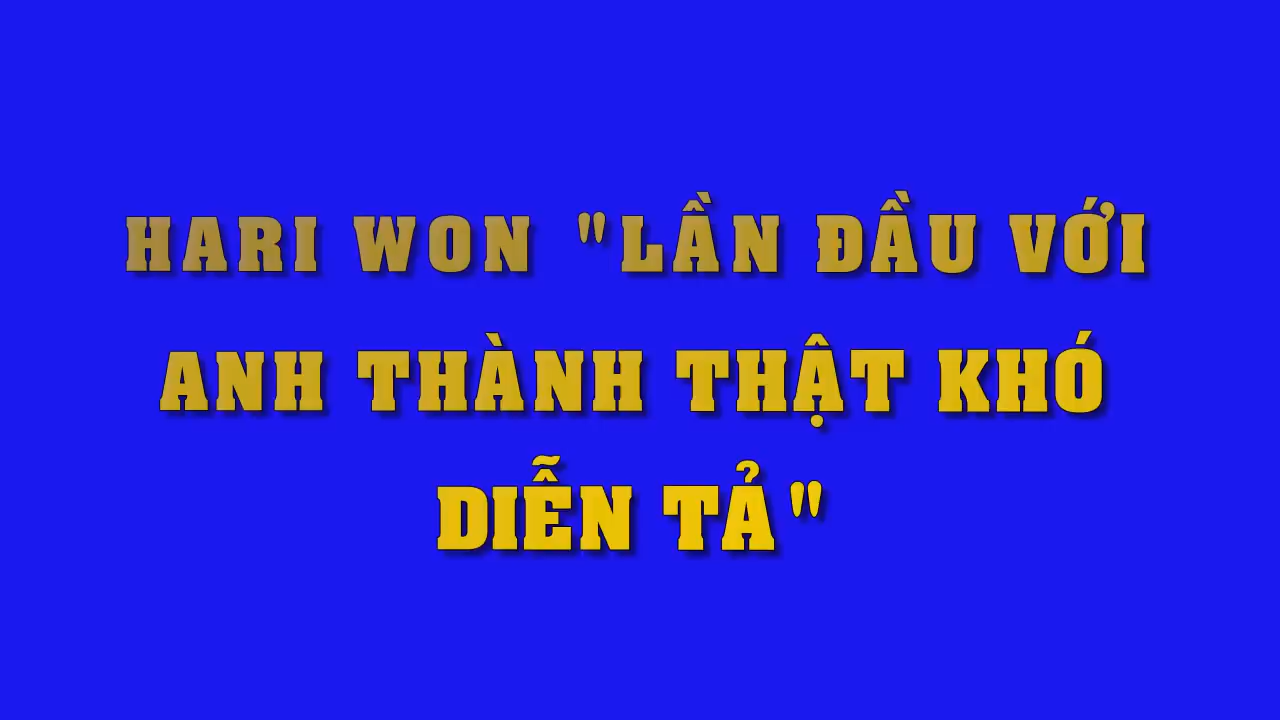 HARI WON "LẦN ĐẦU VỚI
ANH THÀNH THẬT KHÓ
DIỄN TẢ"